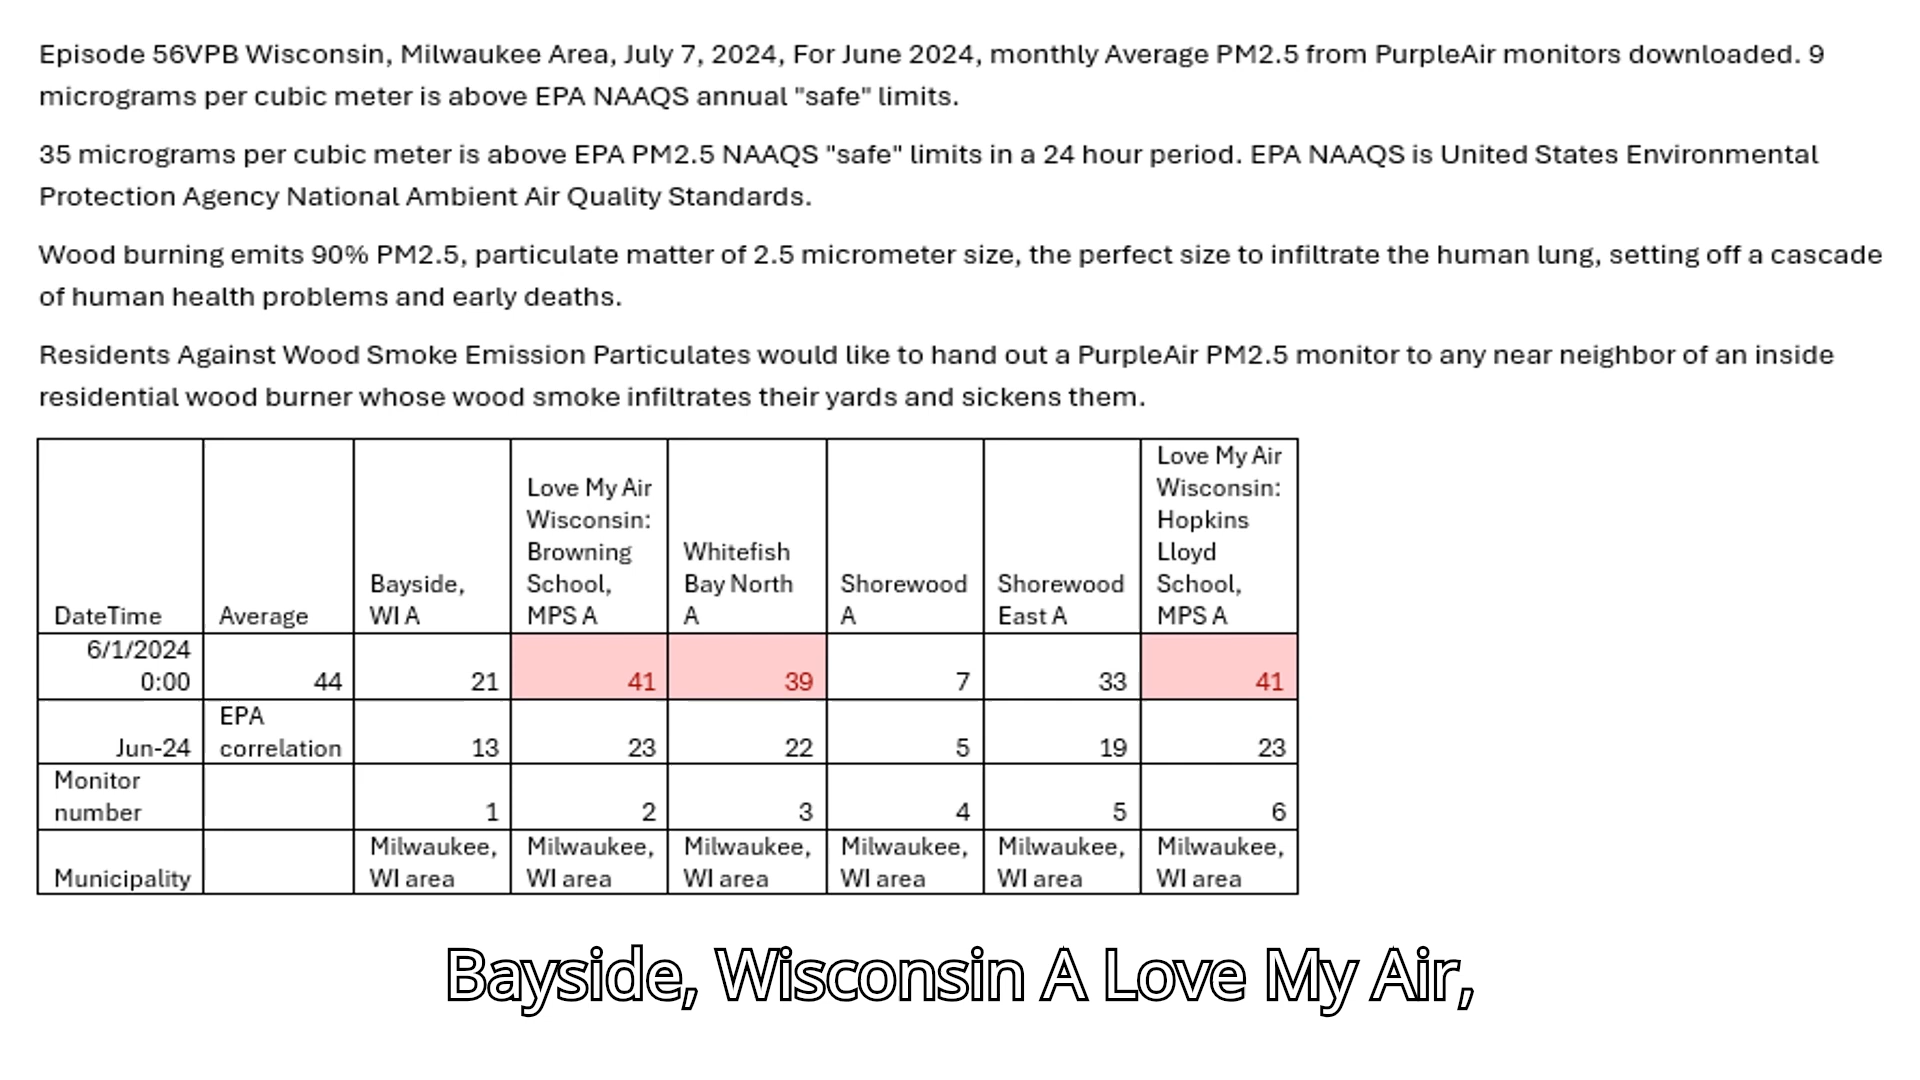 Episode 56VPB Wisconsin, Milwaukee Area, July 7, 2024, For June 2024, monthly Average PM2.5 from PurpleAir monitors downloaded. 9
micrograms per cubic meter is above EPA NAAQS annual "safe" limits.
35 micrograms per cubic meter is above EPA PM2.5 NAAQS "safe" limits in a 24 hour period. EPA NAAQS is United States Environmental
Protection Agency National Ambient Air Quality Standards.
Wood burning emits 90% PM2.5, particulate matter of 2.5 micrometer size, the perfect size to infiltrate the human lung, setting off a cascade
of human health problems and early deaths.
Residents Against Wood Smoke Emission Particulates would like to hand out a PurpleAir PM2.5 monitor to any near neighbor of an inside
residential wood burner whose wood smoke infiltrates their yards and sickens them.
DateTime
Average
Bayside,
WI A
Love My Air
Wisconsin:
Browning
School,
MPS A
Whitefish
Bay North
A
Shorewood
A
Shorewood
East A
Love My Air
Wisconsin:
Hopkins
Lloyd
School,
MPS A
6/1/2024
0:00
44
21
41
39
7
33
41
Jun-24
EPA
correlation
13
23
22
5
19
23
Monitor
number
1
2
3
4
5
6
Municipality
Milwaukee,
WI area
Milwaukee,
WI area
Milwaukee,
WI area
Milwaukee,
WI area
Milwaukee,
WI area
Milwaukee,
WI area
Bayside, Wisconsin A Love My Air,